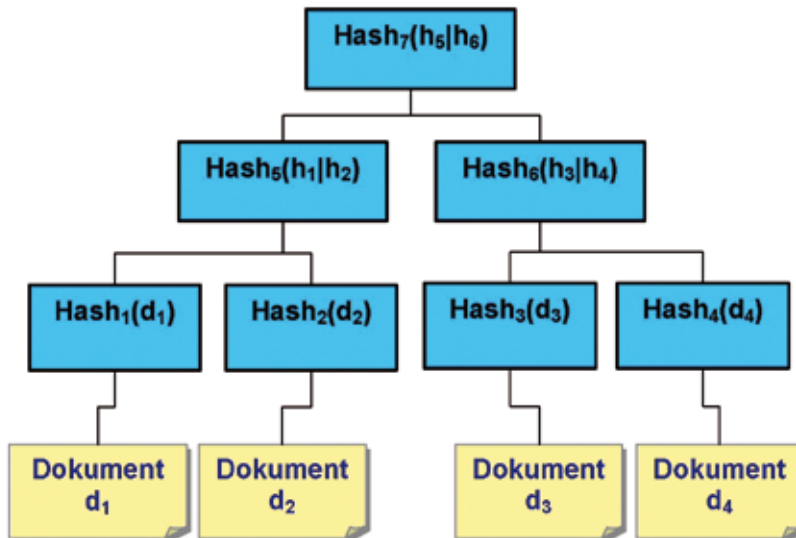 Hash₇(h₅|h₆)
Hash₅(h₁|h₂)
Hash₆(h₃|h₄)
Hash₁(d₁)
Hash₂(d₂)
Hash₃(d₃)
Hash₄(d₄)
Dokument
d₁
Dokument
d₂
Dokument
d₃
Dokument
d₄